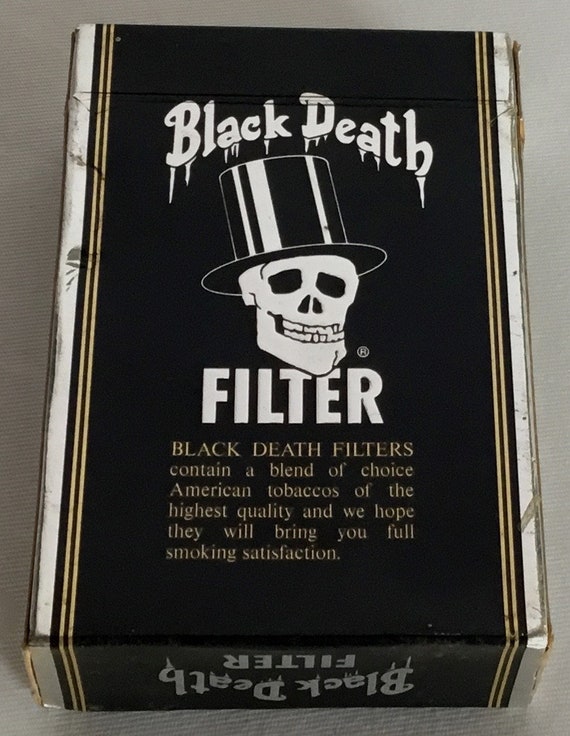 Black Death
®
FILTER
BLACK DEATH FILTERS
contain a blend of choice
American tobaccos of the
highest quality and we hope
they will bring you full
smoking satisfaction.
Black Death
FILTER